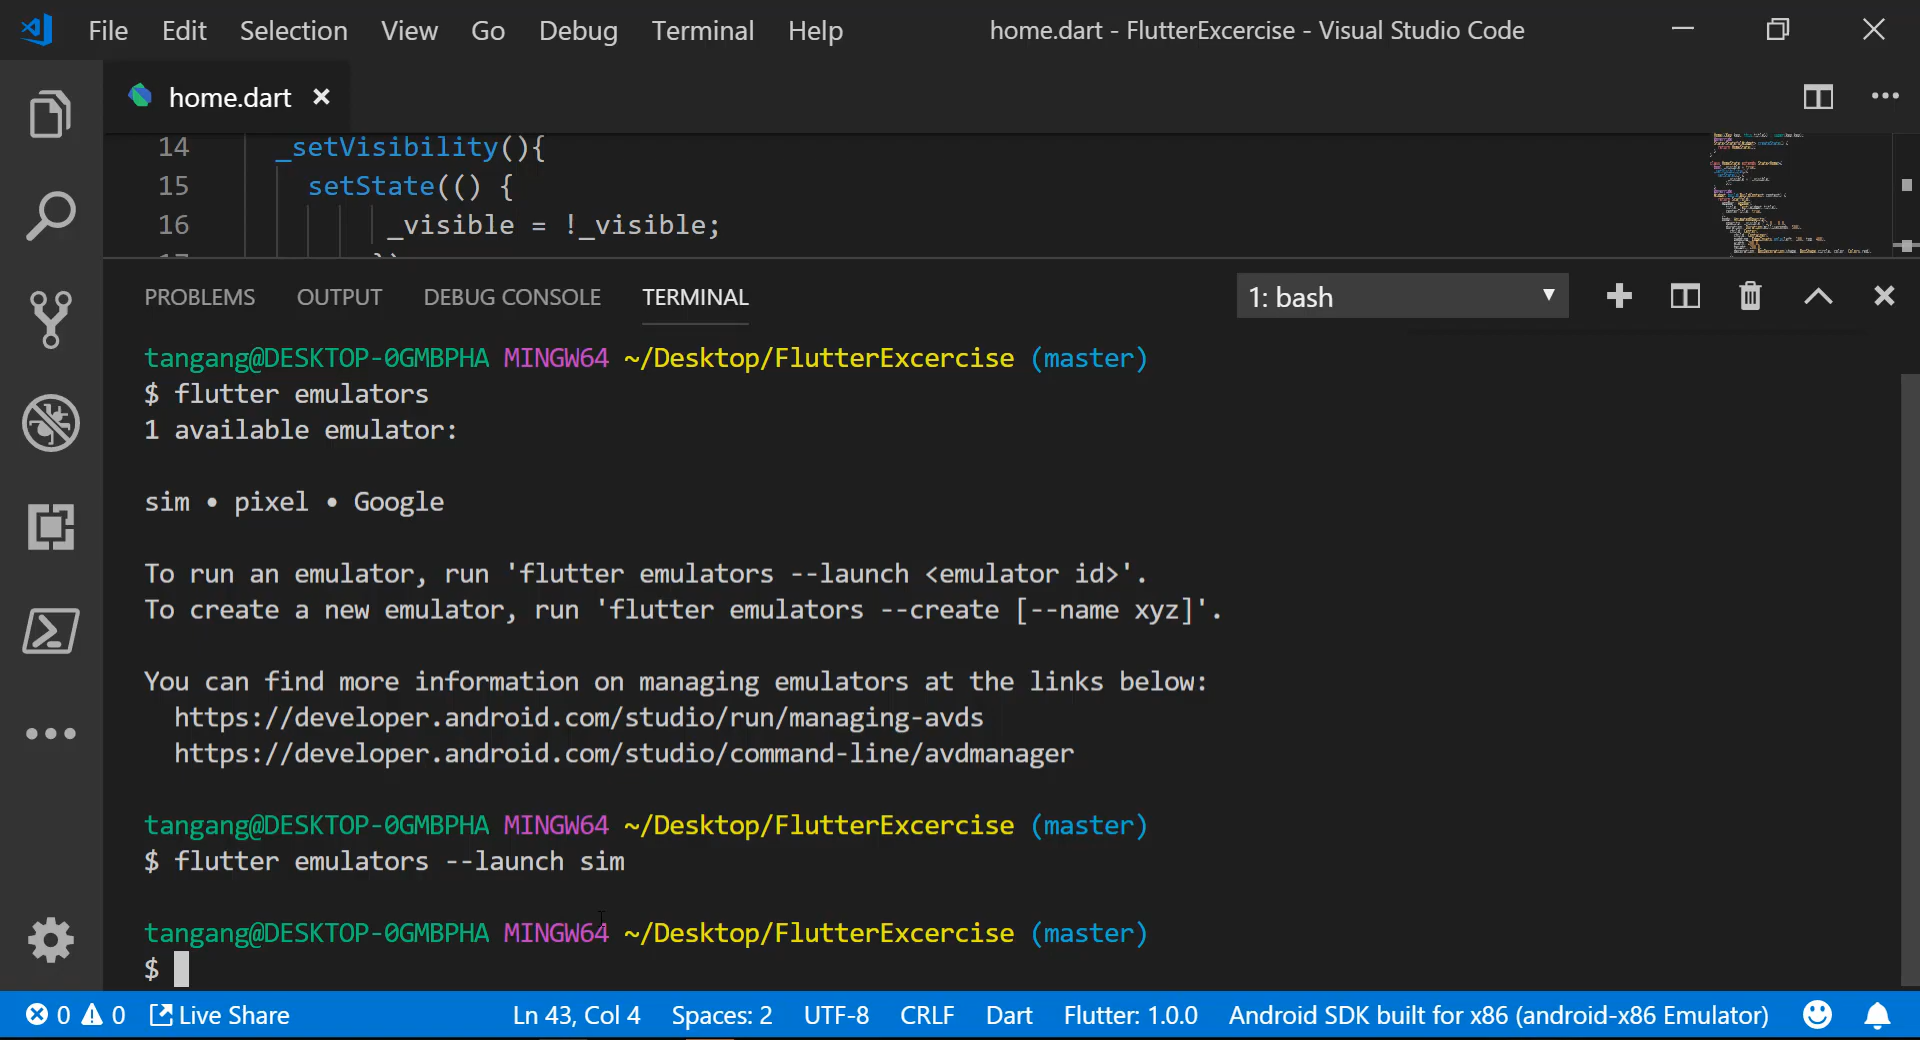 File Edit Selection View Go Debug Terminal Help home.dart - FlutterExcercise - Visual Studio Code
home.dart
14 _setVisibility(){
15 setState(() {
16 _visible = !_visible;
PROBLEMS OUTPUT DEBUG CONSOLE TERMINAL 1: bash
tangang@DESKTOP-0GMBPHA MINGW64 ~/Desktop/FlutterExcercise (master)
$ flutter emulators
1 available emulator:
sim • pixel • Google
To run an emulator, run 'flutter emulators --launch <emulator id>'.
To create a new emulator, run 'flutter emulators --create [--name xyz]'.
You can find more information on managing emulators at the links below:
https://developer.android.com/studio/run/managing-avds
https://developer.android.com/studio/command-line/avdmanager
tangang@DESKTOP-0GMBPHA MINGW64 ~/Desktop/FlutterExcercise (master)
$ flutter emulators --launch sim
tangang@DESKTOP-0GMBPHA MINGW64 ~/Desktop/FlutterExcercise (master)
$
0 0 Live Share Ln 43, Col 4 Spaces: 2 UTF-8 CRLF Dart Flutter: 1.0.0 Android SDK built for x86 (android-x86 Emulator)